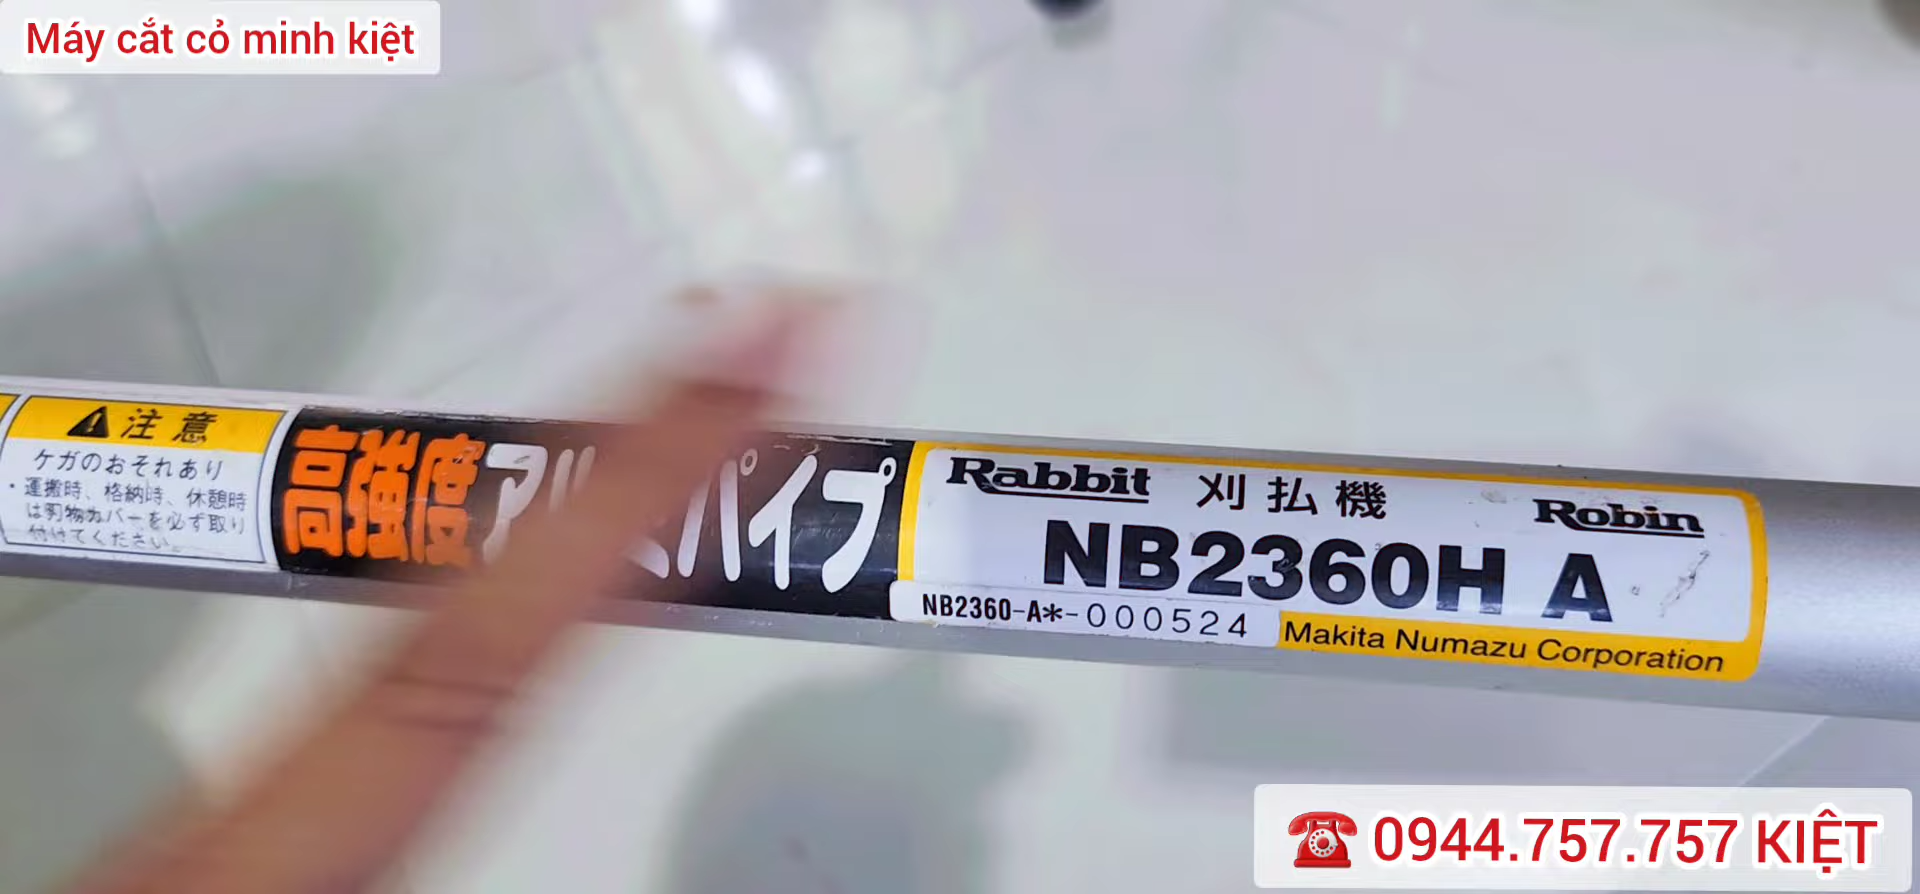 Máy cắt cỏ minh kiệt
注意
ケガのおそれあり
・運搬時、格納時、休憩時
は刃物カバーを必ず取り
付けてください。
高強度アルミパイプ
Rabbit 刈払機 Robin
NB2360H A
NB2360-A*-000524
Makita Numazu Corporation
☎ 0944.757.757 KIỆT